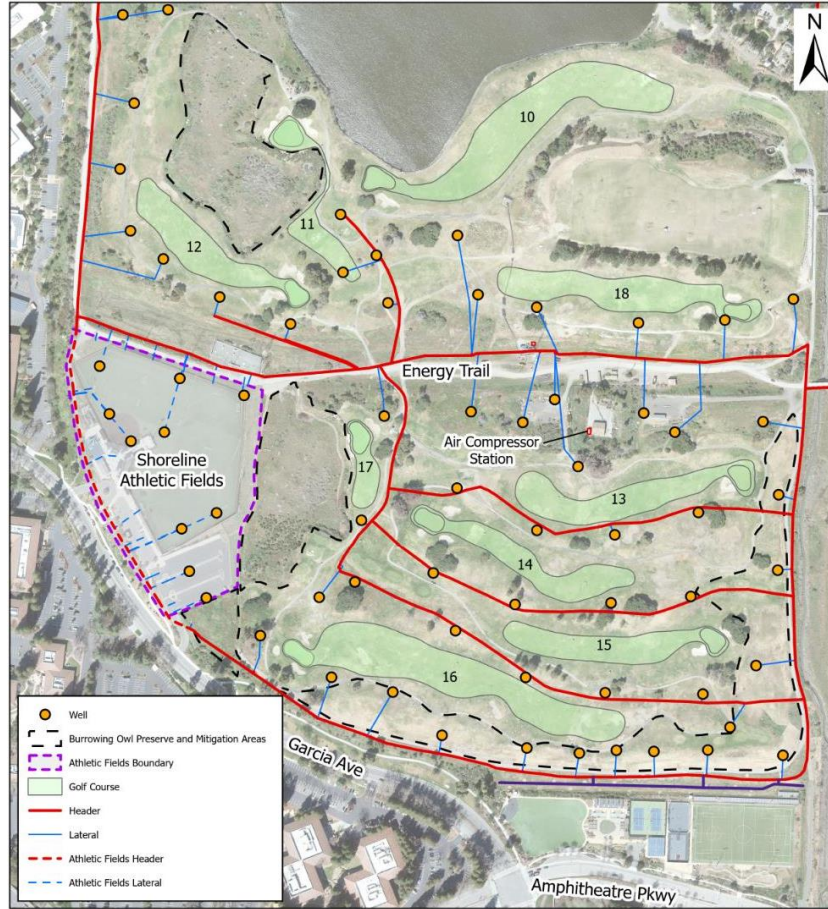 N
10
11
12
18
Energy Trail
Air Compressor
Station
Shoreline
Athletic Fields
17
13
14
15
16
Garcia Ave
Amphitheatre Pkwy
Well
Burrowing Owl Preserve and Mitigation Areas
Athletic Fields Boundary
Golf Course
Header
Lateral
Athletic Fields Header
Athletic Fields Lateral